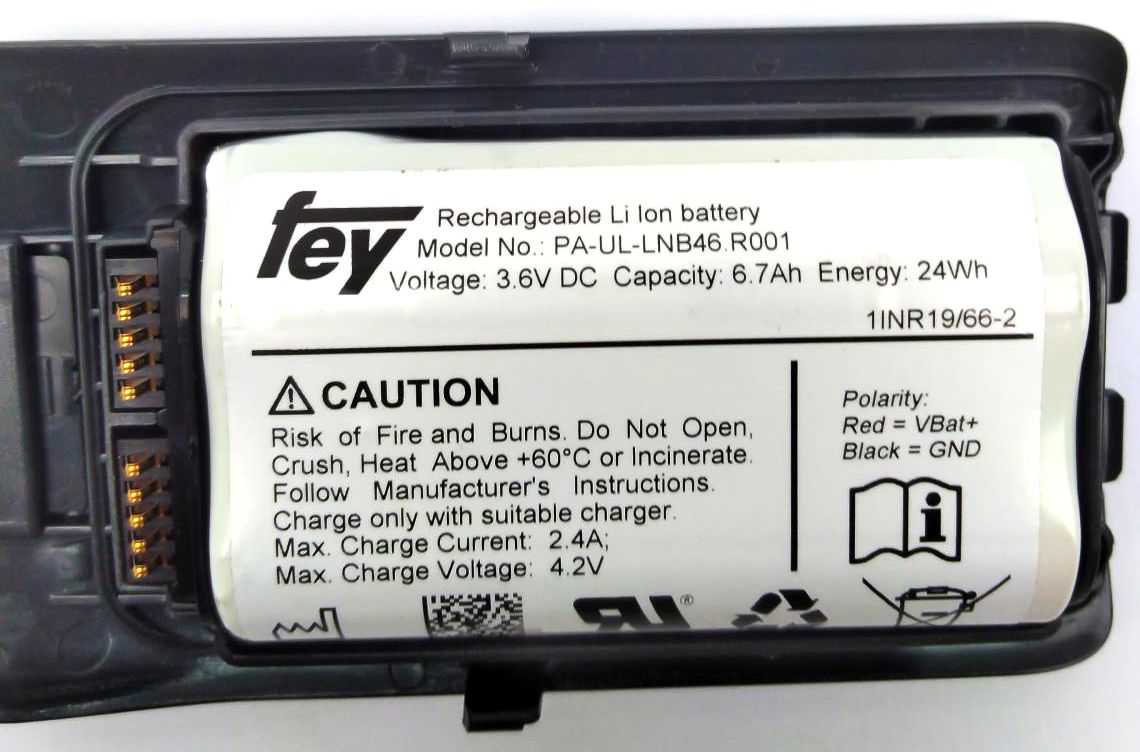 fey
Rechargeable Li Ion battery
Model No.: PA-UL-LNB46.R001
Voltage: 3.6V DC Capacity: 6.7Ah Energy: 24Wh
1INR19/66-2
CAUTION
Risk of Fire and Burns. Do Not Open,
Crush, Heat Above +60°C or Incinerate.
Follow Manufacturer's Instructions.
Charge only with suitable charger.
Max. Charge Current: 2.4A;
Max. Charge Voltage: 4.2V
Polarity:
Red = VBat+
Black = GND